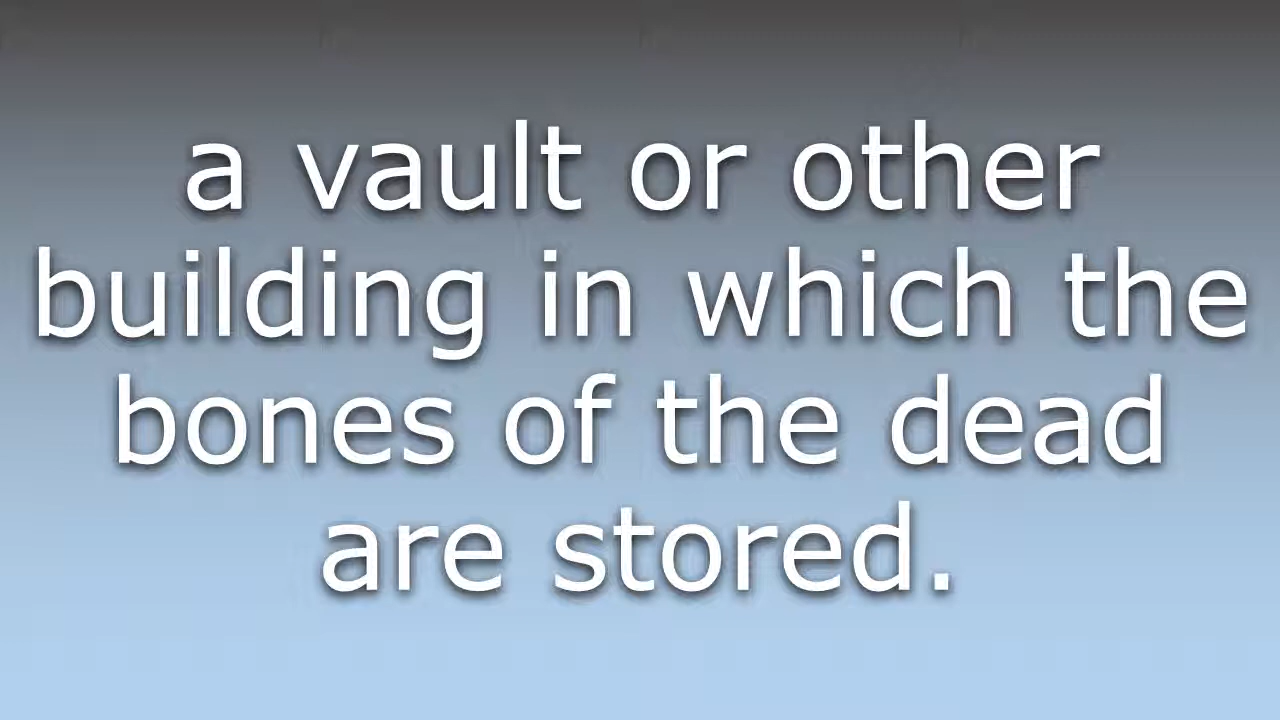 a vault or other
building in which the
bones of the dead
are stored.